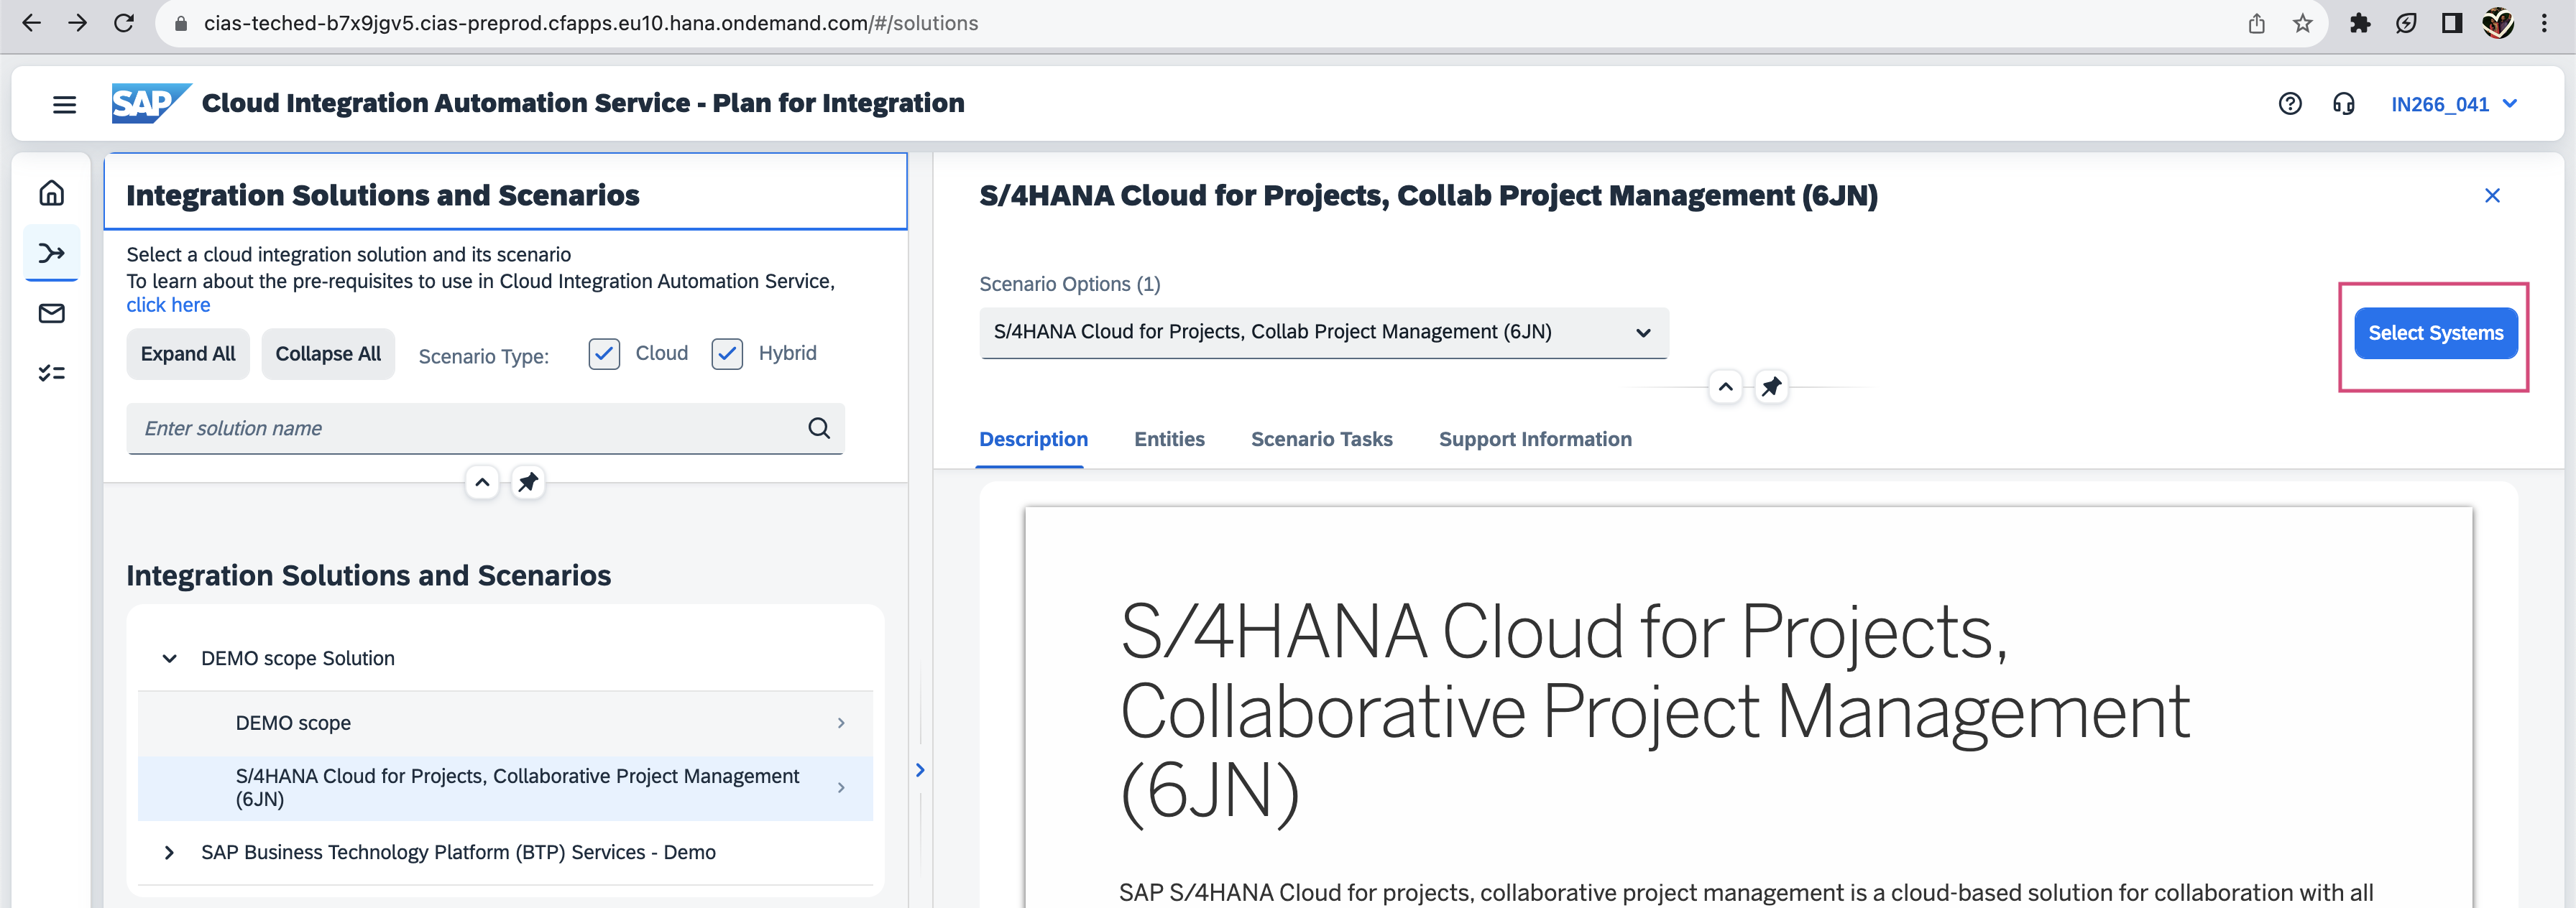 cias-teched-b7x9jgv5.cias-preprod.cfapps.eu10.hana.ondemand.com/#/solutions
SAP Cloud Integration Automation Service - Plan for Integration
IN266_041
Integration Solutions and Scenarios
Select a cloud integration solution and its scenario
To learn about the pre-requisites to use in Cloud Integration Automation Service,
click here
Expand All
Collapse All
Scenario Type:
Cloud
Hybrid
Enter solution name
Integration Solutions and Scenarios
DEMO scope Solution
DEMO scope
S/4HANA Cloud for Projects, Collaborative Project Management
(6JN)
SAP Business Technology Platform (BTP) Services - Demo
S/4HANA Cloud for Projects, Collab Project Management (6JN)
Scenario Options (1)
S/4HANA Cloud for Projects, Collab Project Management (6JN)
Select Systems
Description
Entities
Scenario Tasks
Support Information
S/4HANA Cloud for Projects,
Collaborative Project Management
(6JN)
SAP S/4HANA Cloud for projects, collaborative project management is a cloud-based solution for collaboration with all